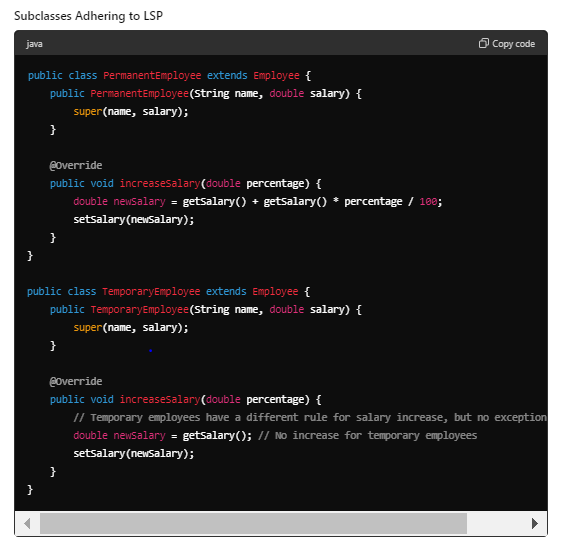 Subclasses Adhering to LSP
java
Copy code
public class PermanentEmployee extends Employee {
    public PermanentEmployee(String name, double salary) {
        super(name, salary);
    }

    @Override
    public void increaseSalary(double percentage) {
        double newSalary = getSalary() + getSalary() * percentage / 100;
        setSalary(newSalary);
    }
}

public class TemporaryEmployee extends Employee {
    public TemporaryEmployee(String name, double salary) {
        super(name, salary);
    }

    @Override
    public void increaseSalary(double percentage) {
        // Temporary employees have a different rule for salary increase, but no exception
        double newSalary = getSalary(); // No increase for temporary employees
        setSalary(newSalary);
    }
}